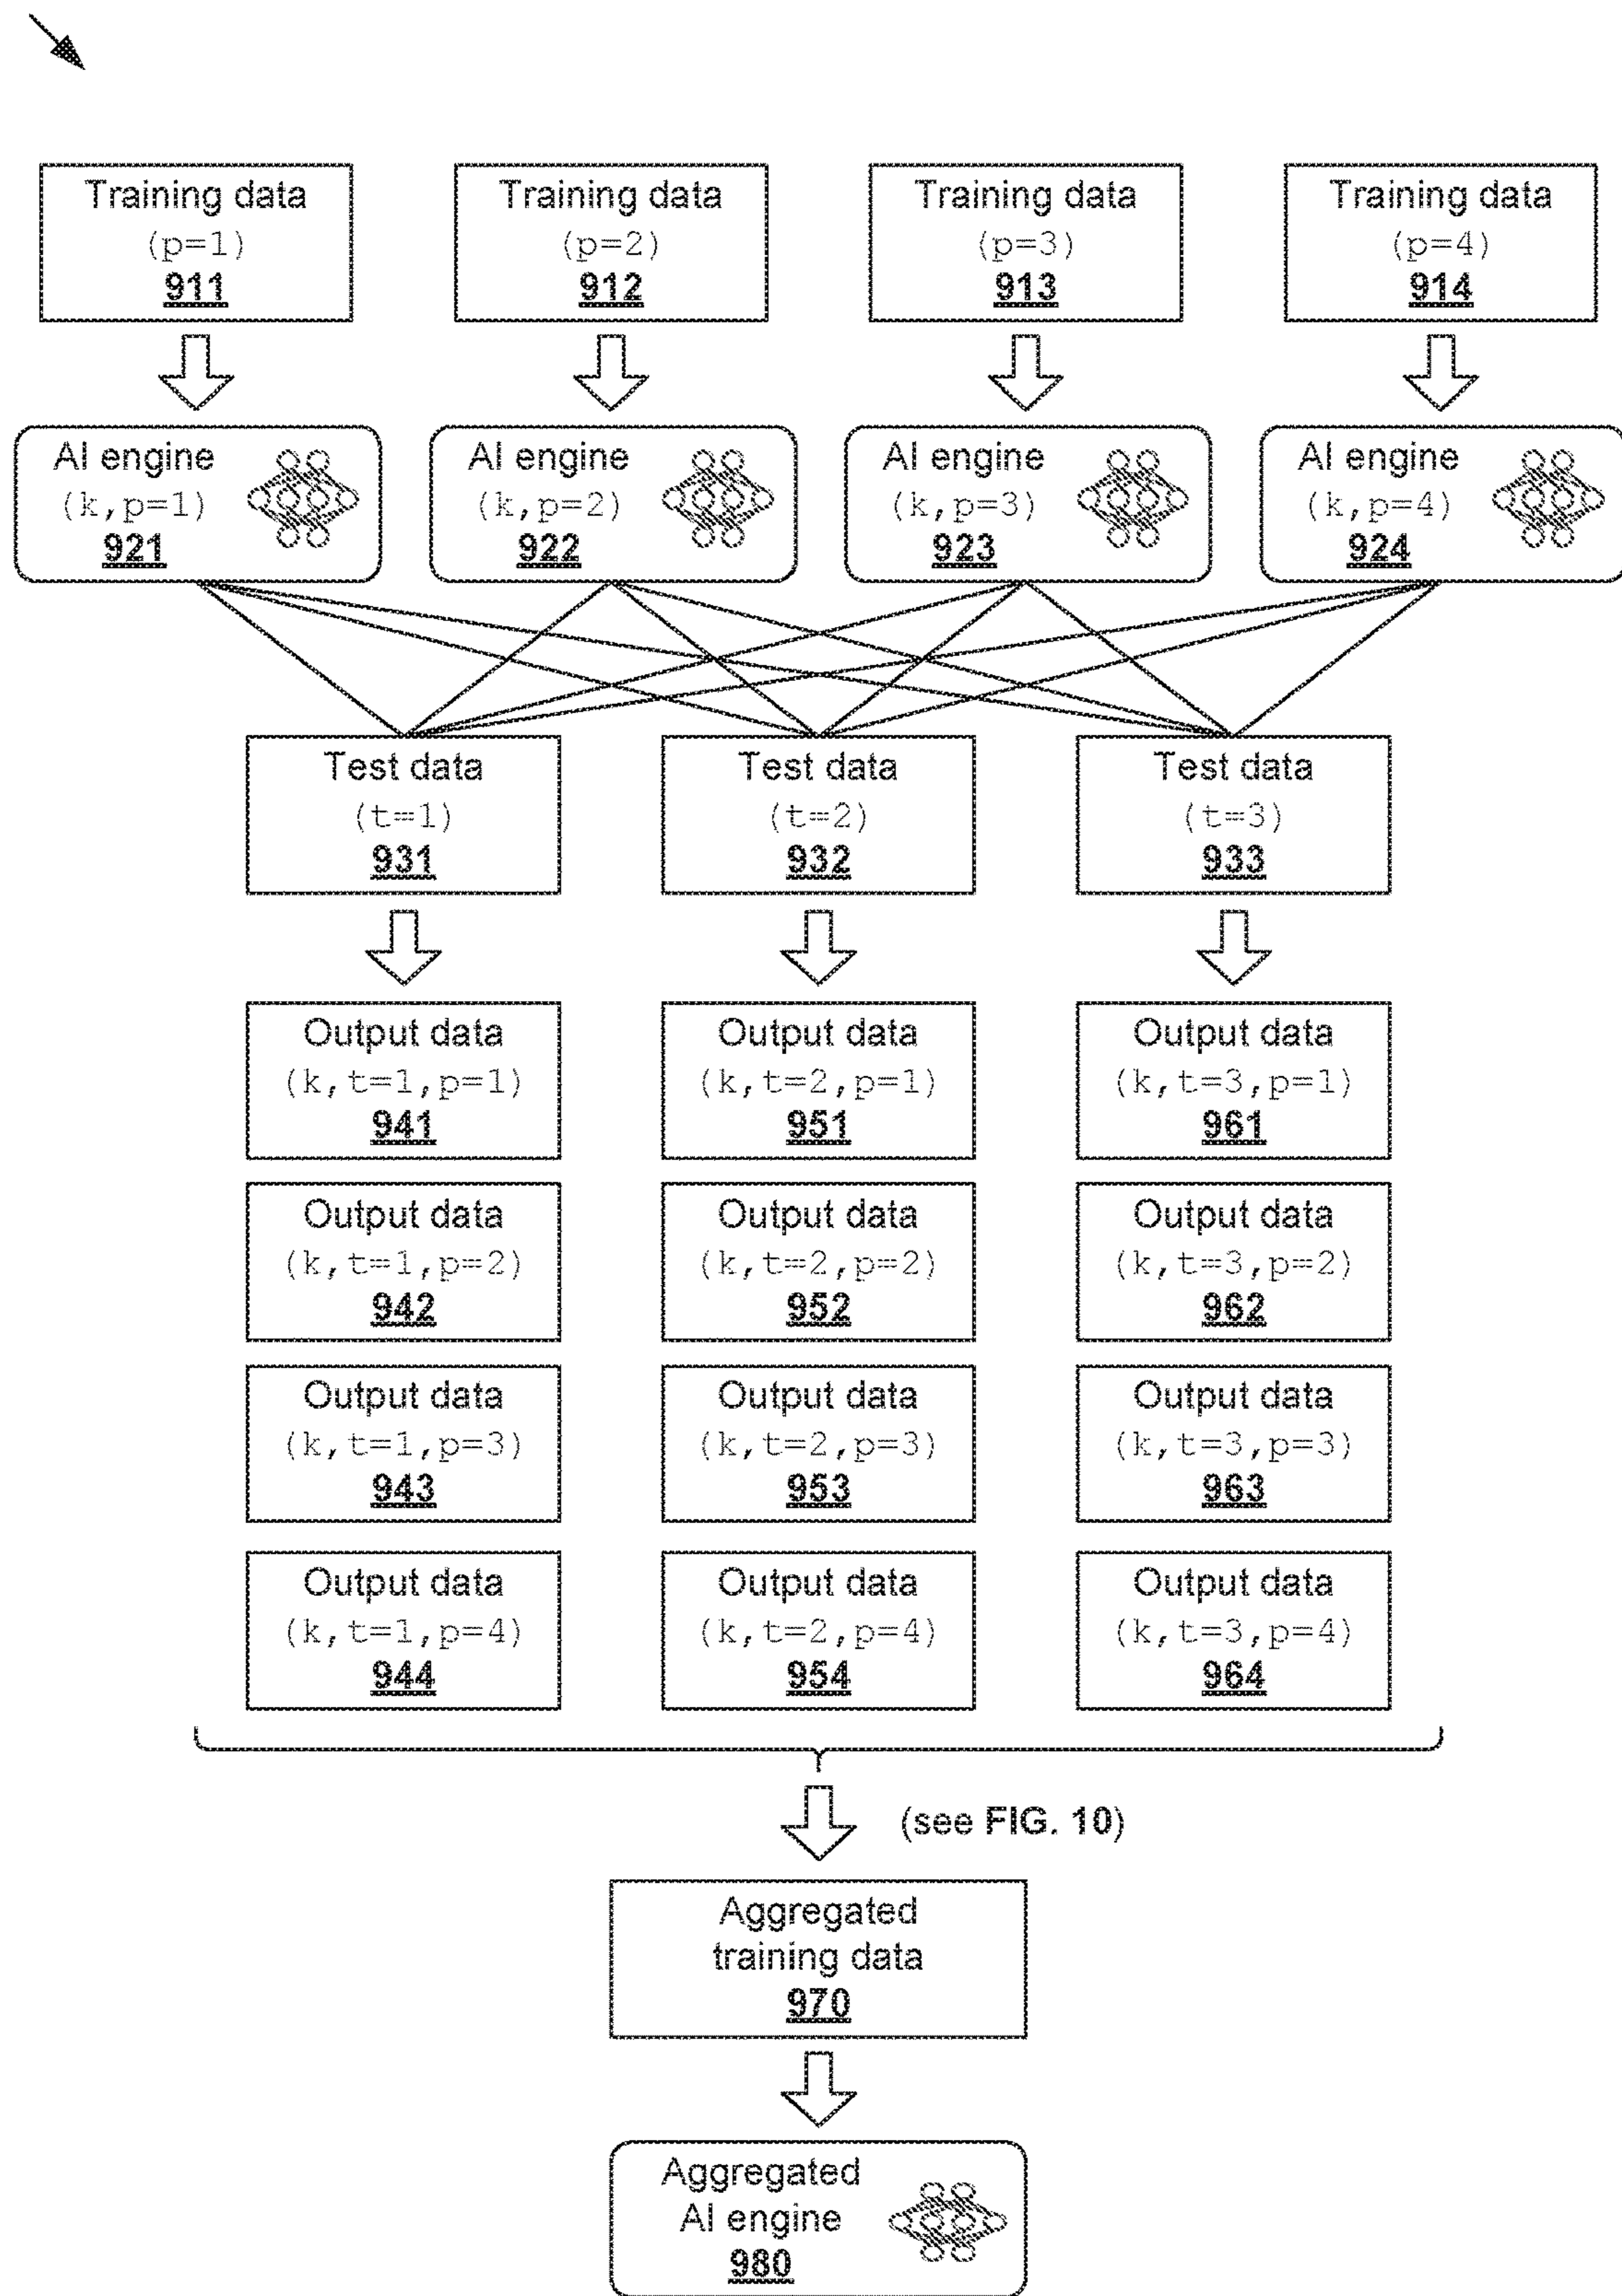 Training data
(p=1)
911
Training data
(p=2)
912
Training data
(p=3)
913
Training data
(p=4)
914
AI engine
(k,p=1)
921
AI engine
(k,p=2)
922
AI engine
(k,p=3)
923
AI engine
(k,p=4)
924
Test data
(t=1)
931
Test data
(t=2)
932
Test data
(t=3)
933
Output data
(k,t=1,p=1)
941
Output data
(k,t=2,p=1)
951
Output data
(k,t=3,p=1)
961
Output data
(k,t=1,p=2)
942
Output data
(k,t=2,p=2)
952
Output data
(k,t=3,p=2)
962
Output data
(k,t=1,p=3)
943
Output data
(k,t=2,p=3)
953
Output data
(k,t=3,p=3)
963
Output data
(k,t=1,p=4)
944
Output data
(k,t=2,p=4)
954
Output data
(k,t=3,p=4)
964
(see FIG. 10)
Aggregated
training data
970
Aggregated
AI engine
980